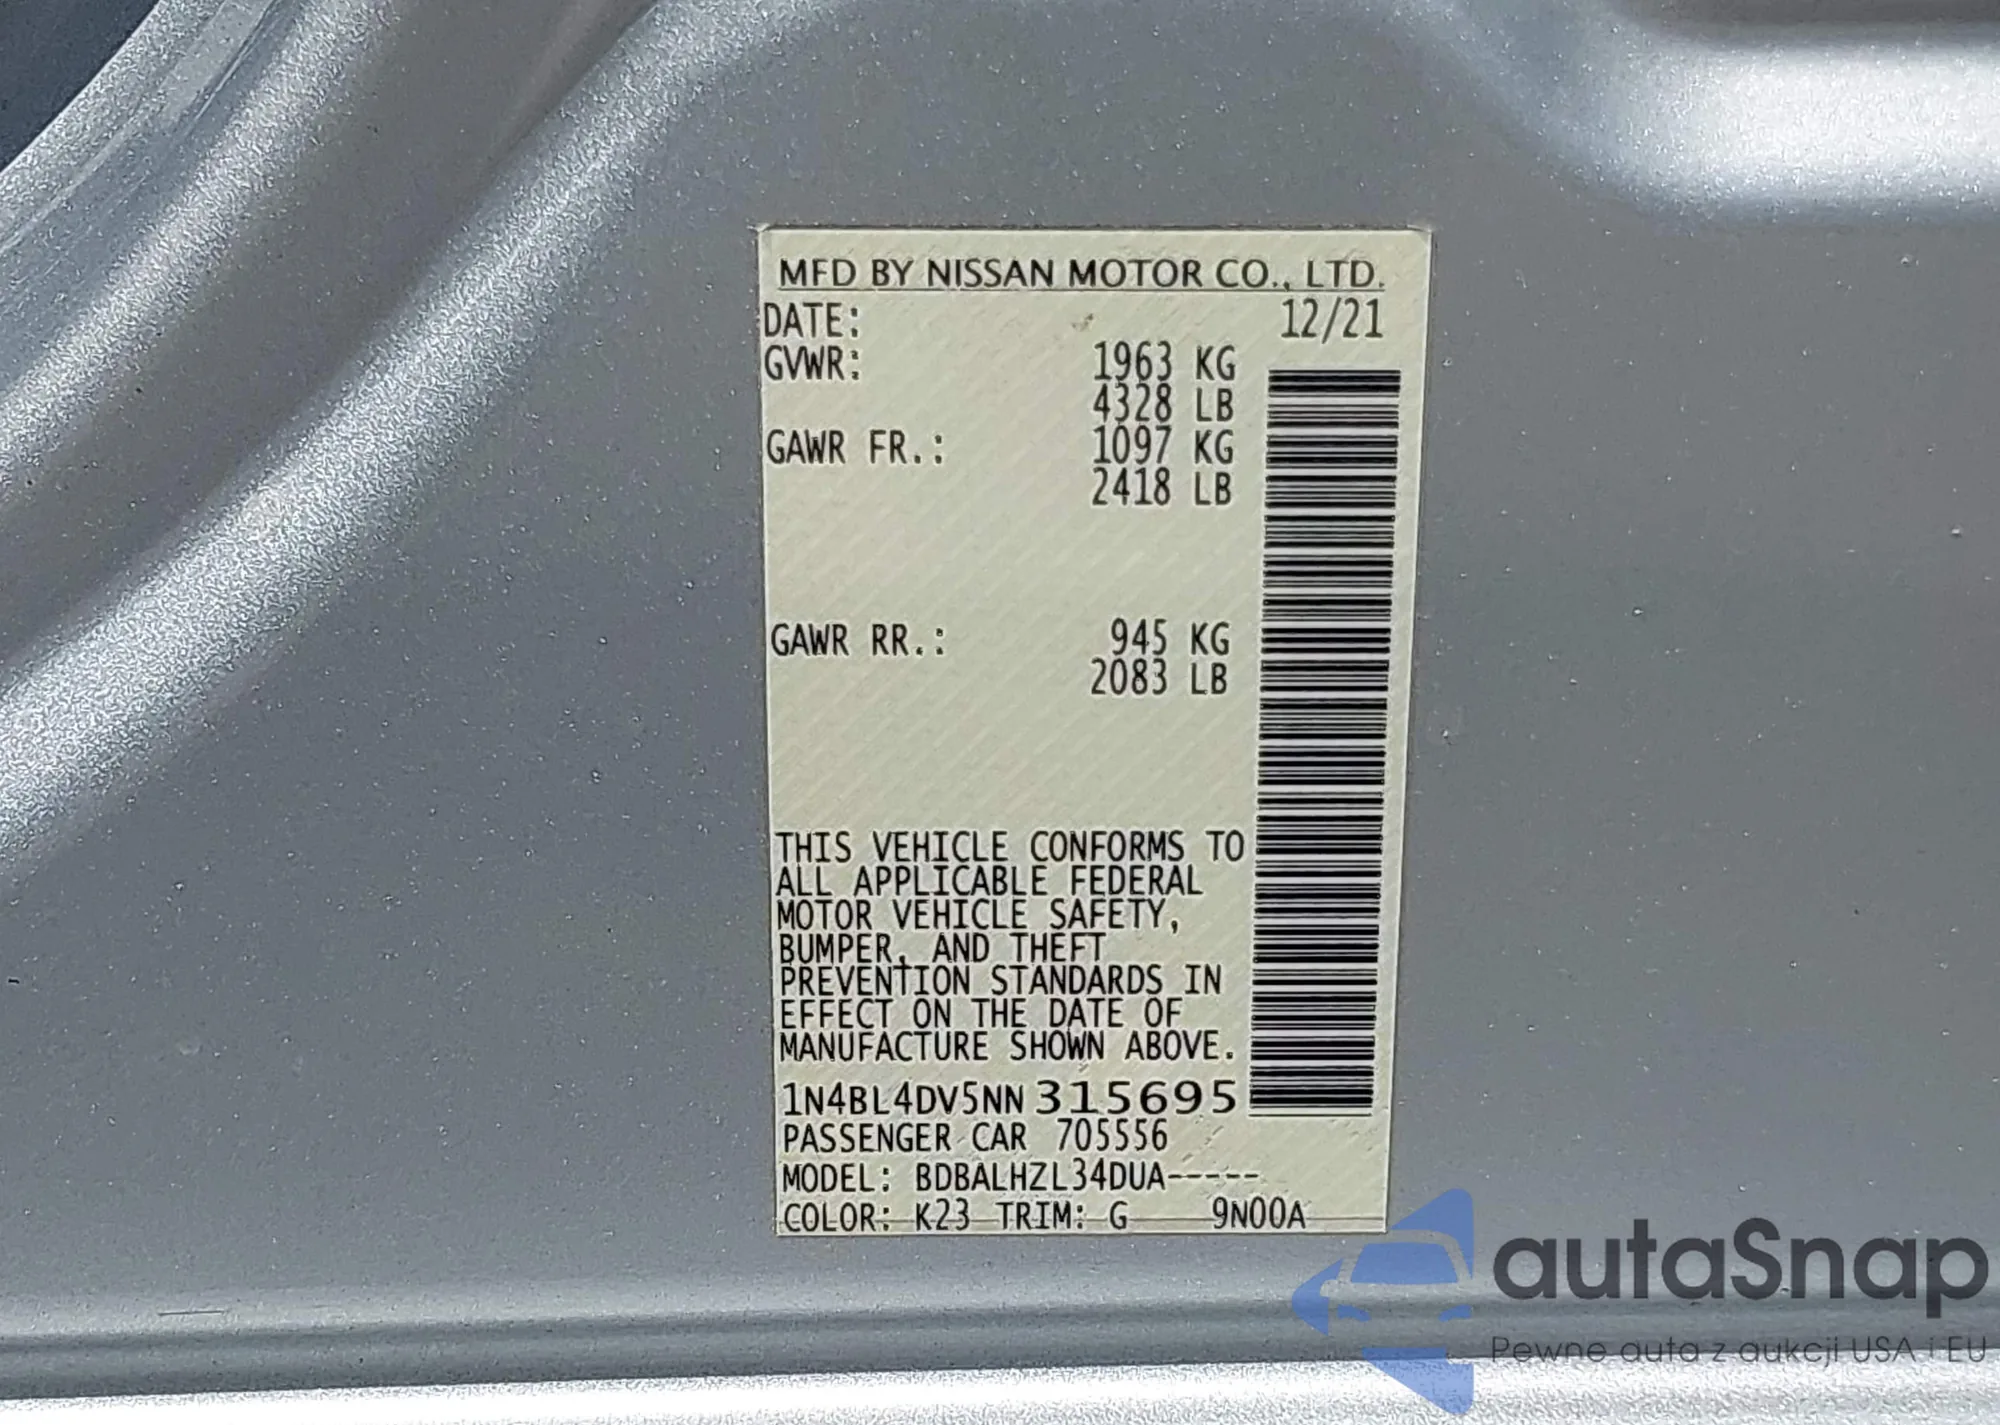 MFD BY NISSAN MOTOR CO., LTD.
DATE: 12/21
GVWR: 1963 KG
4328 LB
GAWR FR.: 1097 KG
2418 LB
GAWR RR.: 945 KG
2083 LB
THIS VEHICLE CONFORMS TO
ALL APPLICABLE FEDERAL
MOTOR VEHICLE SAFETY,
BUMPER, AND THEFT
PREVENTION STANDARDS IN
EFFECT ON THE DATE OF
MANUFACTURE SHOWN ABOVE.
1N4BL4DV5NN315695
PASSENGER CAR 705556
MODEL: BDBALHZL34DUA-----
COLOR: K23 TRIM: G 9N00A
autaSnap
Pewne auta z aukcji USA i EU